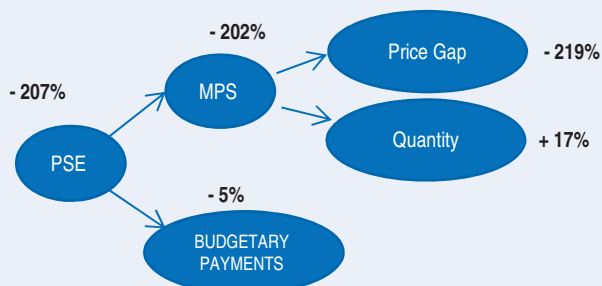 - 202%
Price Gap
- 219%
- 207%
MPS
Quantity
+ 17%
PSE
- 5%
BUDGETARY
PAYMENTS